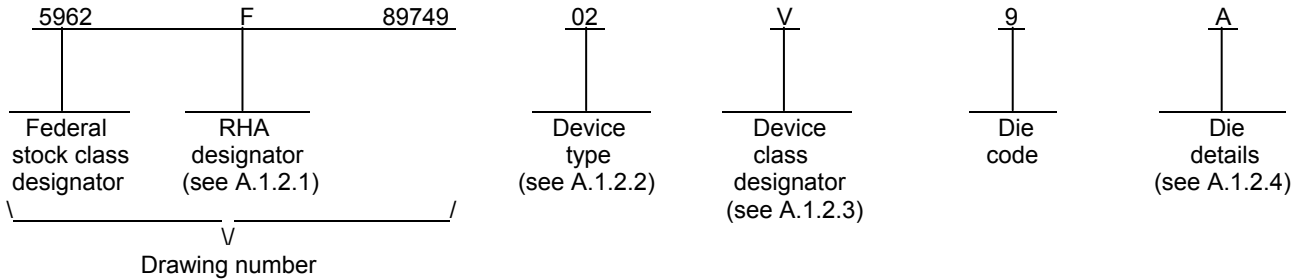 5962 F 89749 02 V 9 A
Federal RHA Device Device Die Die
stock class designator type class code details
designator (see A.1.2.1) (see A.1.2.2) designator (see A.1.2.4)
(see A.1.2.3)
\ /
\/
Drawing number